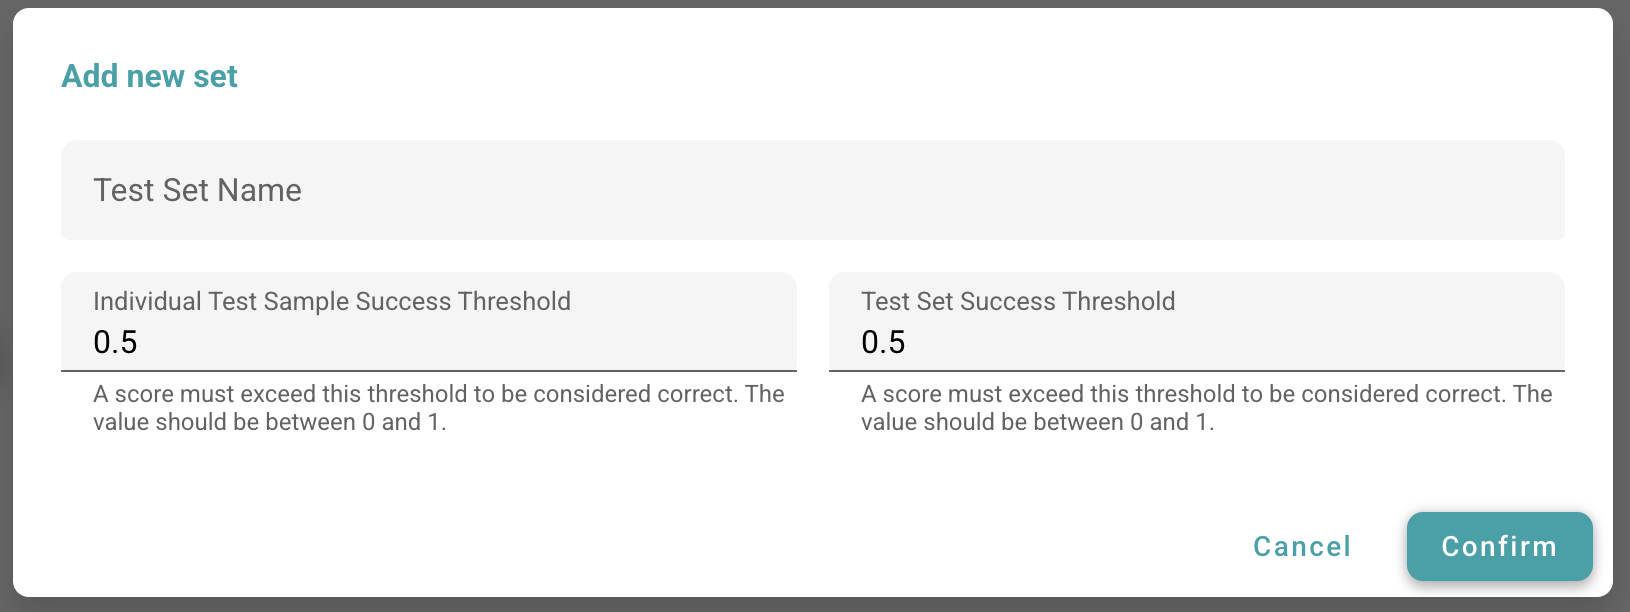 Add new set
Test Set Name
Individual Test Sample Success Threshold
0.5
A score must exceed this threshold to be considered correct. The
value should be between 0 and 1.
Test Set Success Threshold
0.5
A score must exceed this threshold to be considered correct. The
value should be between 0 and 1.
Cancel
Confirm